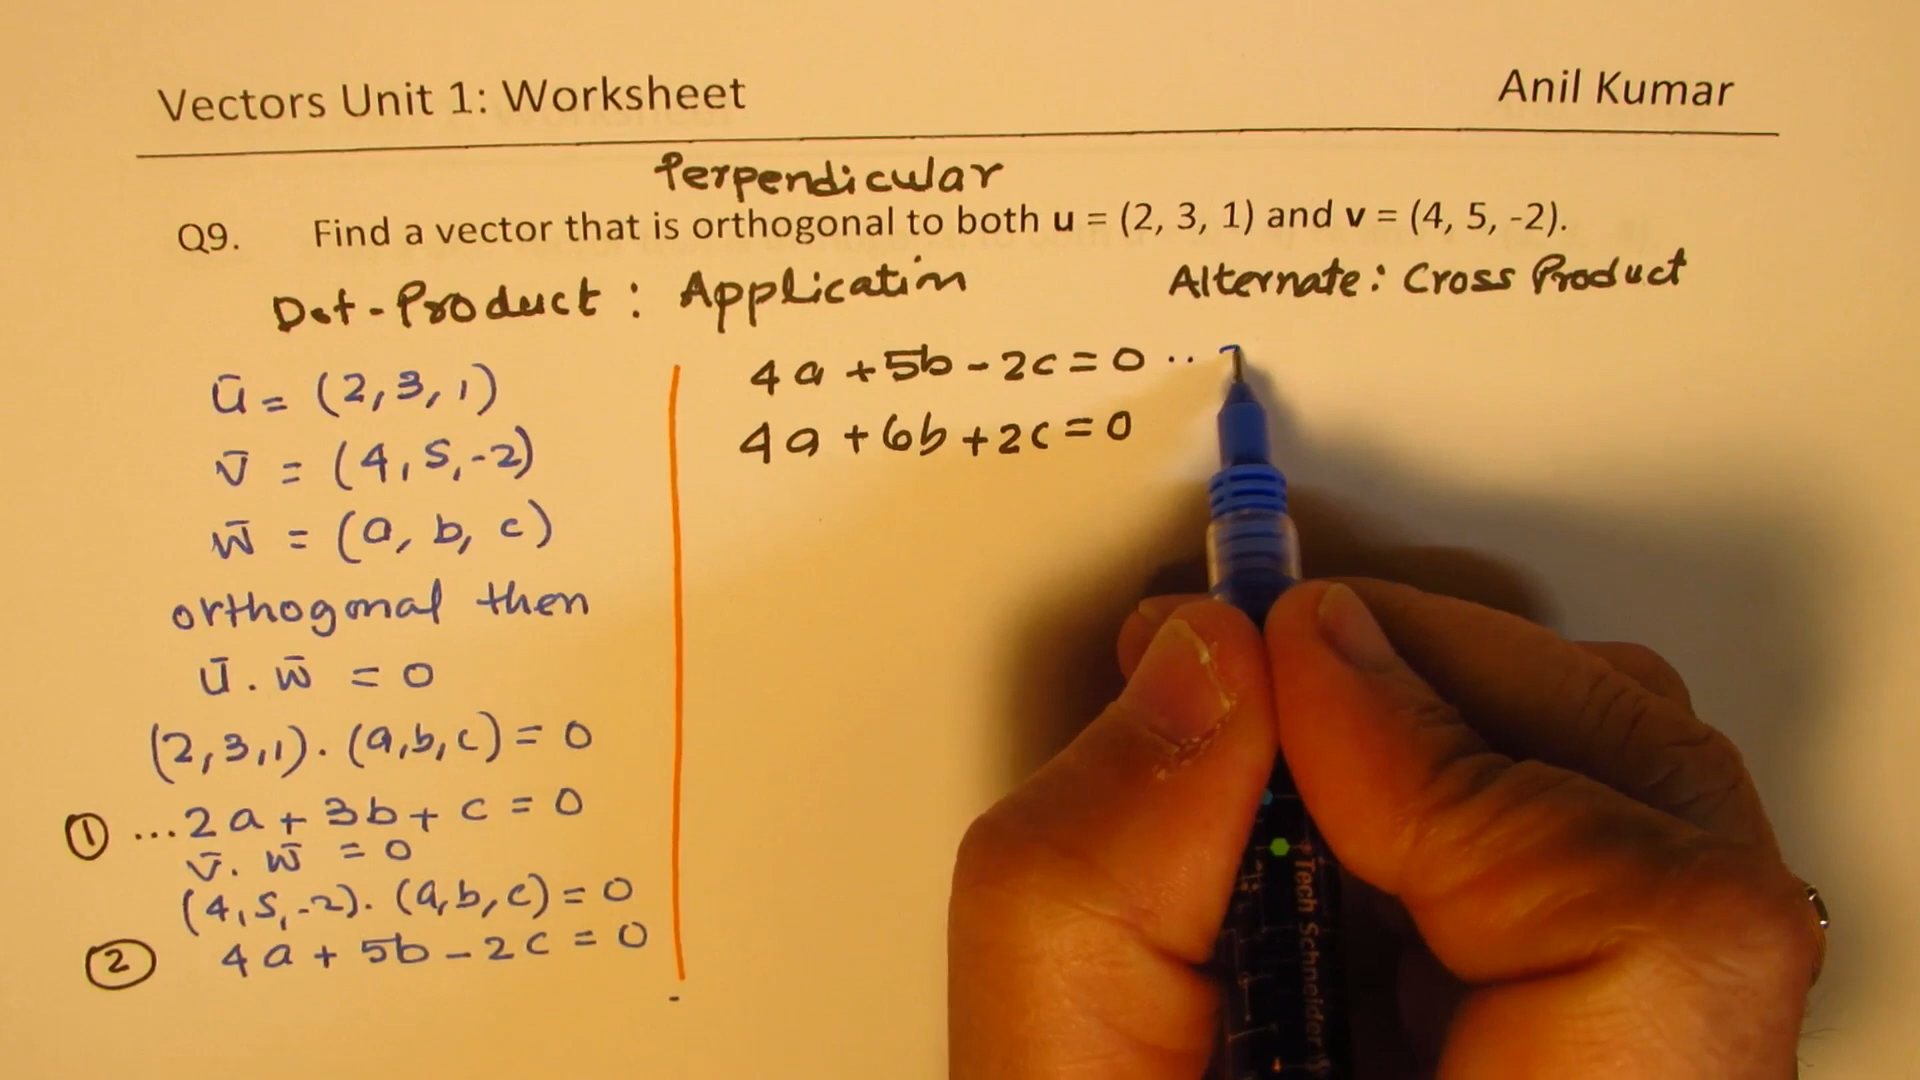 Vectors Unit 1: Worksheet Anil Kumar
Perpendicular
Q9. Find a vector that is orthogonal to both u = (2, 3, 1) and v = (4, 5, -2).
Dot-Product: Application
Alternate: Cross Product
ū = (2,3,1)
v̄ = (4,5,-2)
w̄ = (a, b, c)
orthogonal then
ū . w̄ = 0
(2,3,1). (a,b,c) = 0
① ...2a + 3b + c = 0
v̄. w̄ = 0
(4,5,-2). (a,b,c) = 0
② 4a + 5b - 2c = 0
4a + 5b - 2c = 0 ..
4a + 6b + 2c = 0
Tech Schneider